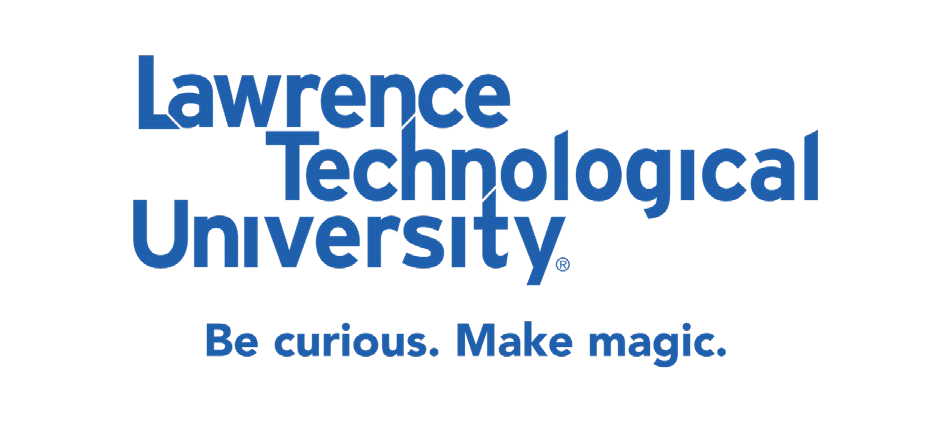 Lawrence
Technological
University®
Be curious. Make magic.